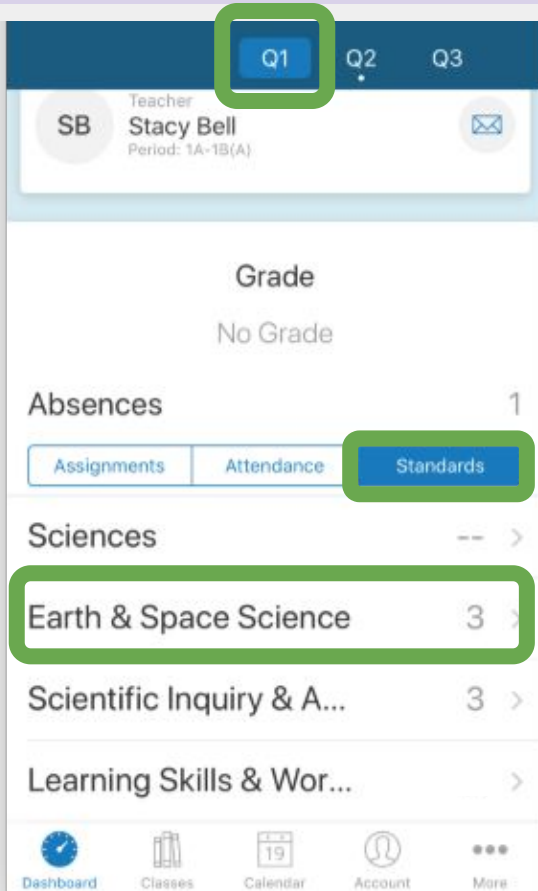 Q1 Q2 Q3
Teacher
SB Stacy Bell
Period: 1A-1B(A)
Grade
No Grade
Absences 1
Assignments Attendance Standards
Sciences -- >
Earth & Space Science 3 >
Scientific Inquiry & A... 3 >
Learning Skills & Wor... >
19
Dashboard Classes Calendar Account More